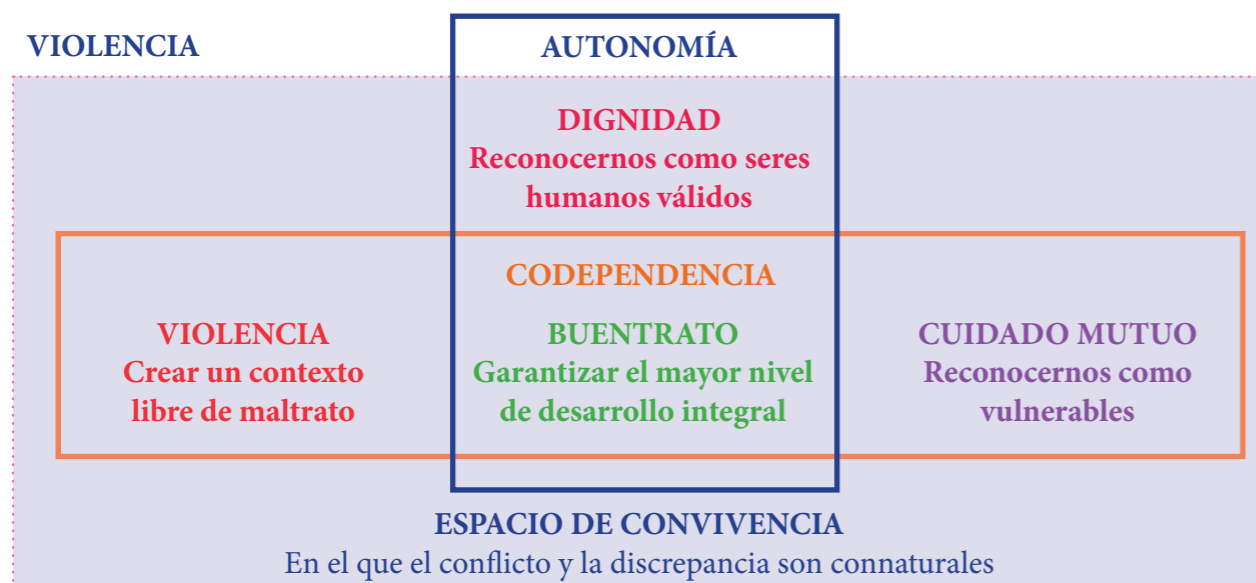 VIOLENCIA
AUTONOMÍA
DIGNIDAD
Reconocernos como seres
humanos válidos
CODEPENDENCIA
VIOLENCIA
Crear un contexto
libre de maltrato
BUENTRATO
Garantizar el mayor nivel
de desarrollo integral
CUIDADO MUTUO
Reconocernos como
vulnerables
ESPACIO DE CONVIVENCIA
En el que el conflicto y la discrepancia son connaturales